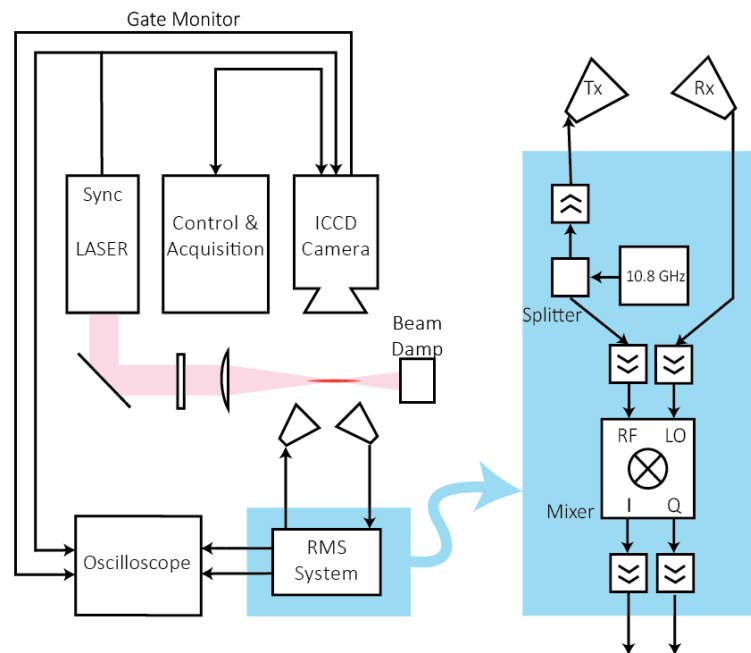 Gate Monitor
Sync
LASER
Control &
Acquisition
ICCD
Camera
Beam
Damp
Oscilloscope
RMS
System
Tx
Rx
10.8 GHz
Splitter
RF
LO
Mixer
I
Q